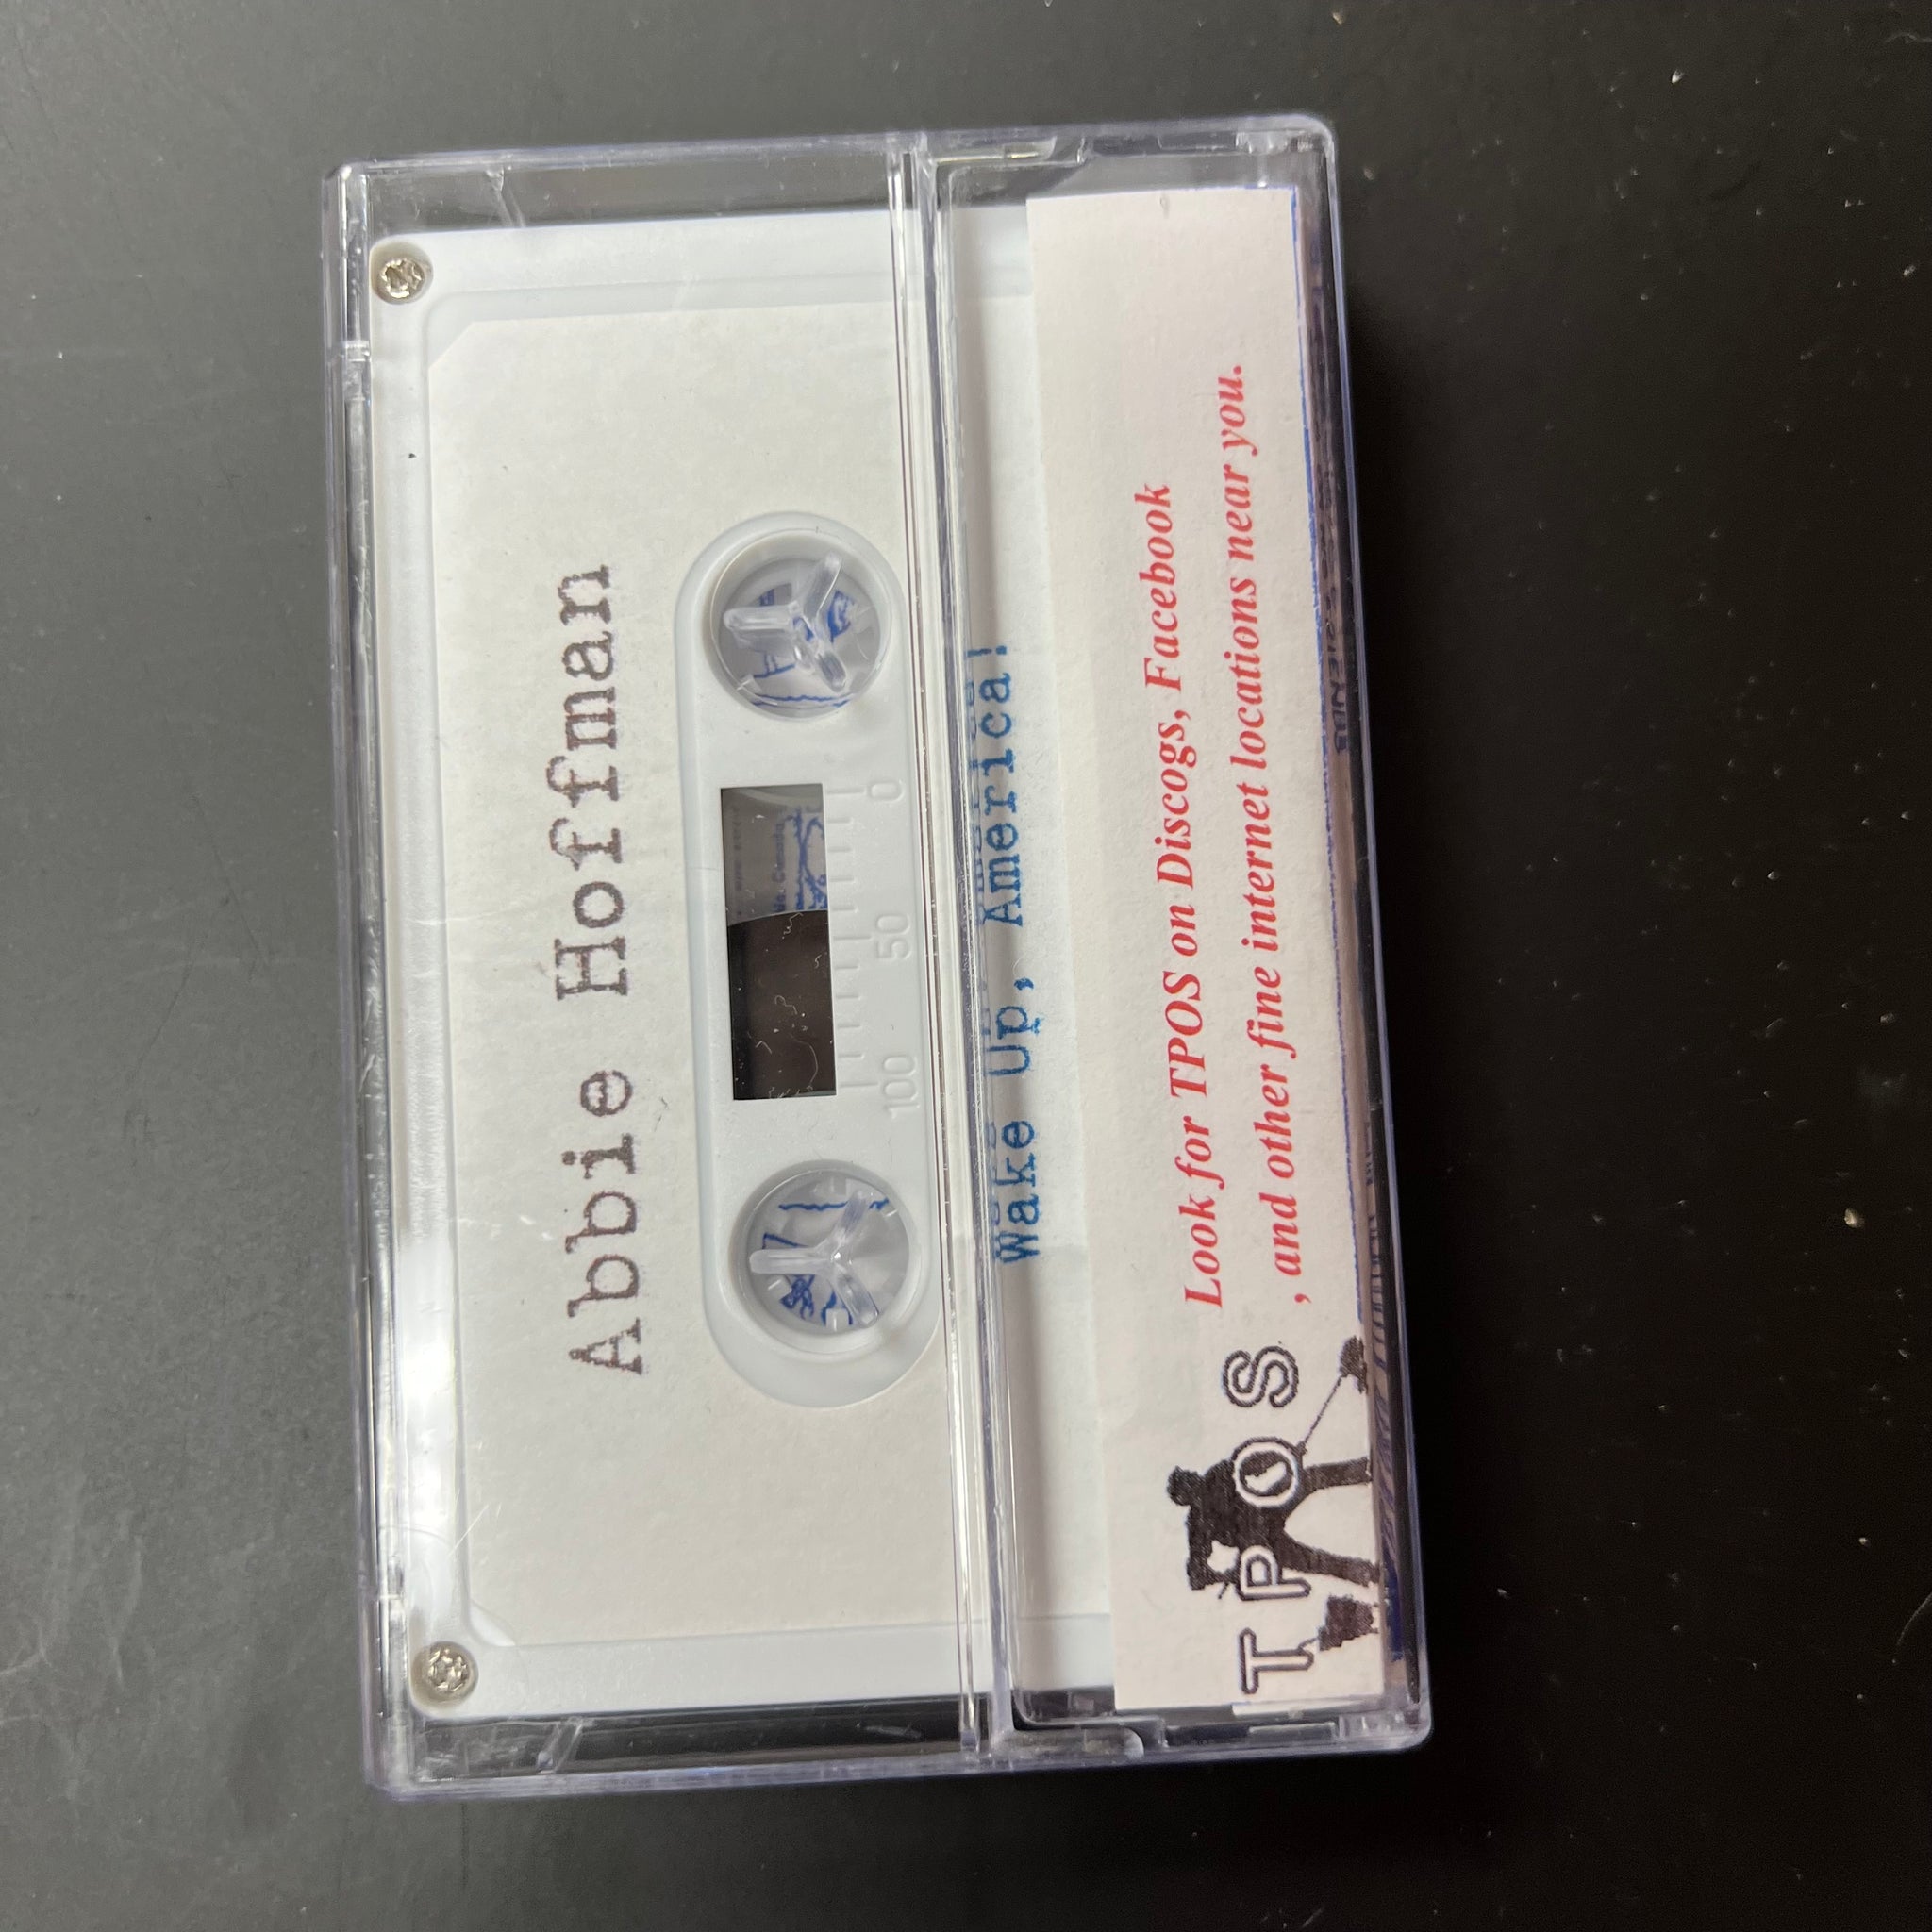 Abbie Hoffman
0 50 100
Wake Up, America!
Look for TPOS on Discogs, Facebook
, and other fine internet locations near you.
T P O S